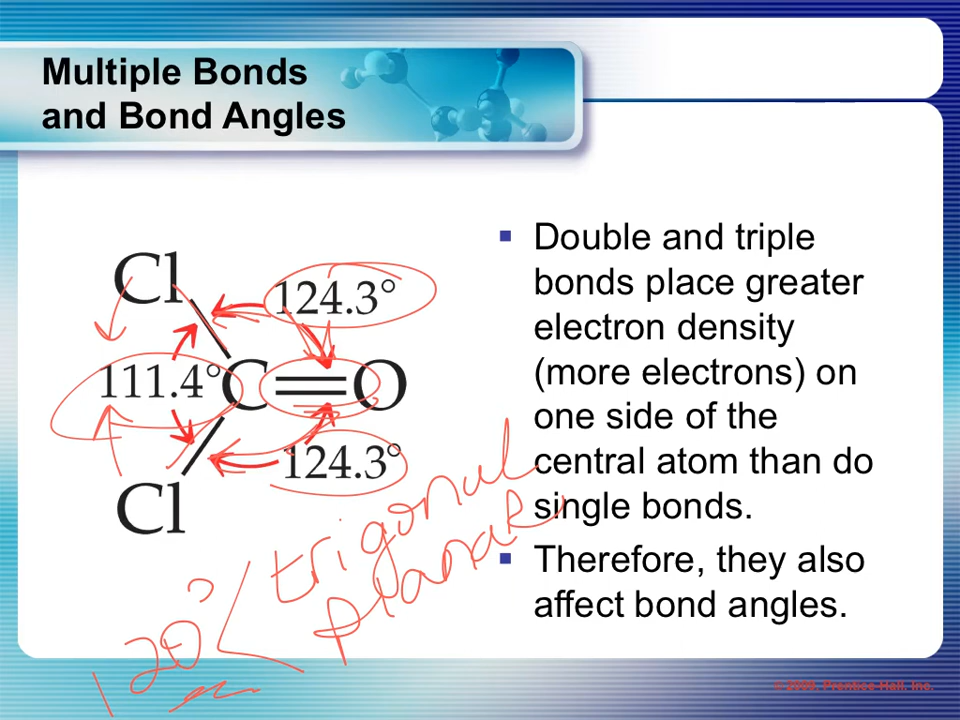 Multiple Bonds
and Bond Angles
Cl
124.3°
111.4° C = O
124.3°
Cl
Double and triple
bonds place greater
electron density
(more electrons) on
one side of the
central atom than do
single bonds.
Therefore, they also
affect bond angles.
trigonal
planar
120°
© 2009, Prentice-Hall, Inc.